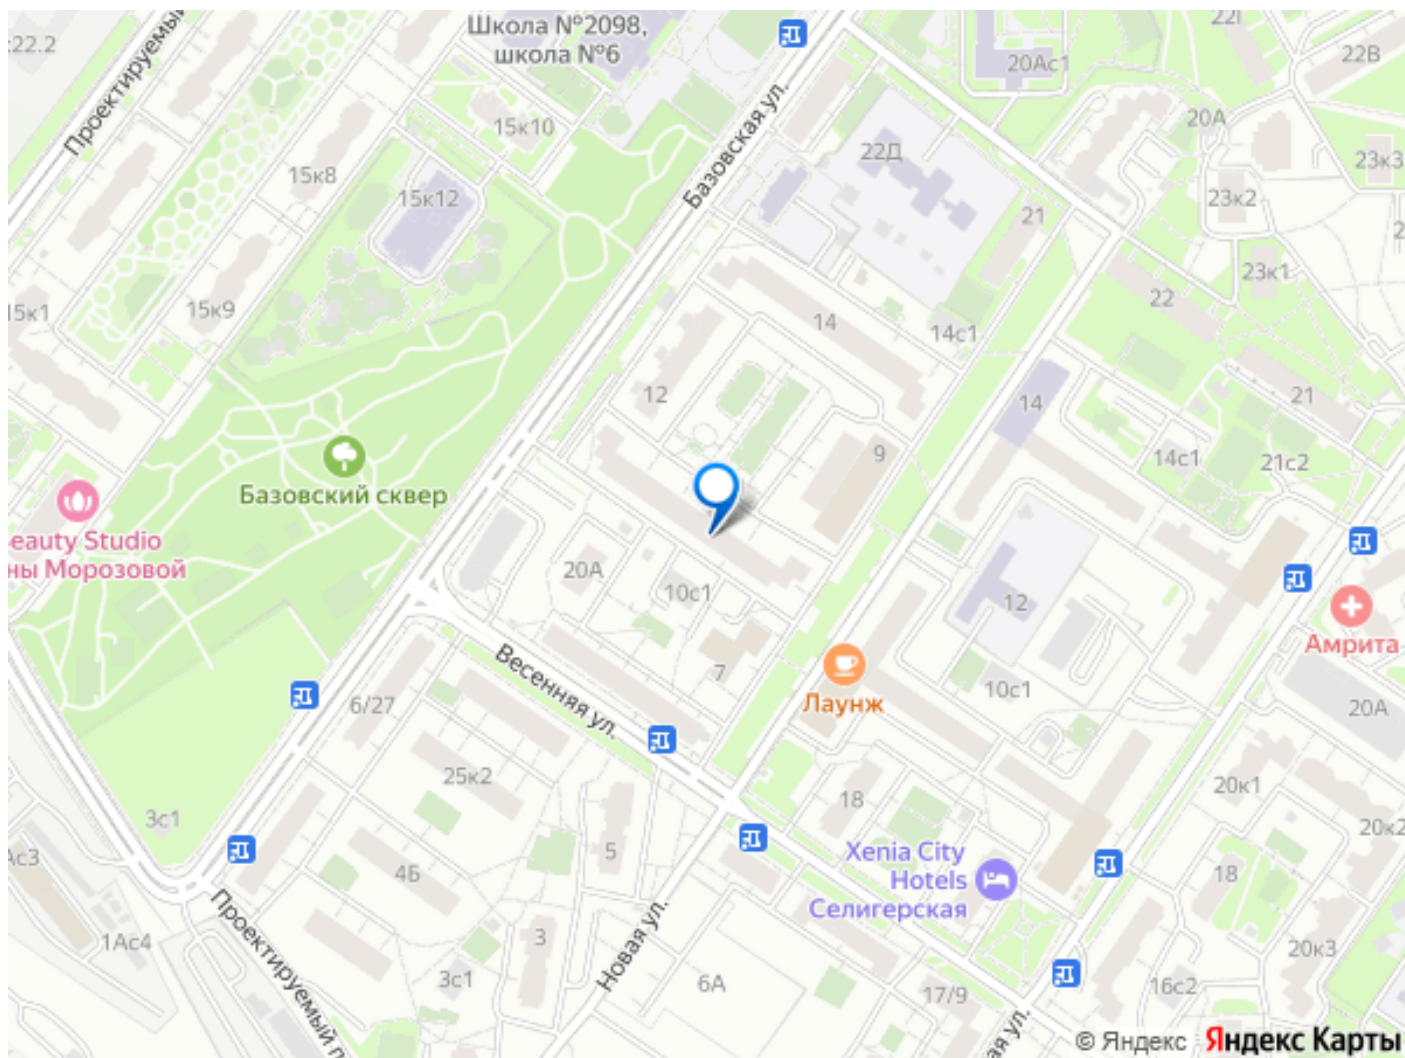 :22.2
Проектируемый
Школа №2098,
школа №6
22В
20Ас1
15к10
22Д
20А
23к3
15к8
15к12
Базовская ул.
23к2
21
23к1
22
15к1
15к9
14
14с1
12
14
21
9
14с1
21с2
Базовский сквер
eauty Studio
ны Морозовой
20А
10с1
12
Амрита
Весенняя ул.
7
Лаунж
10с1
6/27
20А
25к2
20к1
18
3с1
5
20к2
Ас3
4Б
Xenia City
Hotels
Селигерская
18
Проектируемый п
1Ас4
3
Новая ул.
20к3
3с1
6А
17/9
16с2
ая ул.
© Яндекс Яндекс Карты